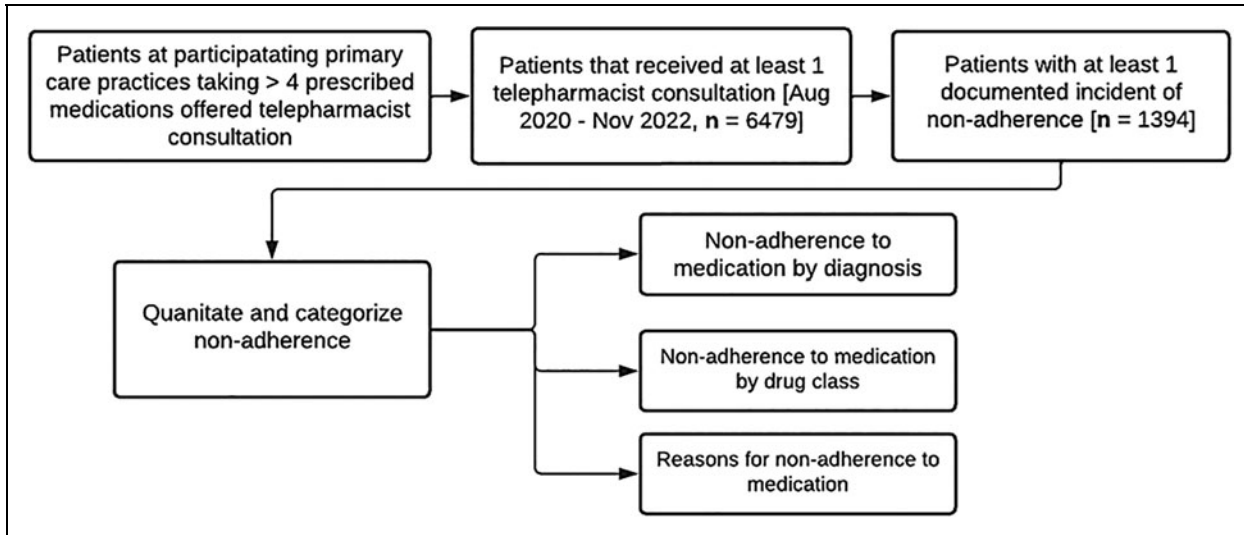 Patients at participatating primary
care practices taking > 4 prescribed
medications offered telepharmacist
consultation
Patients that received at least 1
telepharmacist consultation [Aug
2020 - Nov 2022, n = 6479]
Patients with at least 1
documented incident of
non-adherence [n = 1394]
Quanitate and categorize
non-adherence
Non-adherence to
medication by diagnosis
Non-adherence to medication
by drug class
Reasons for non-adherence to
medication